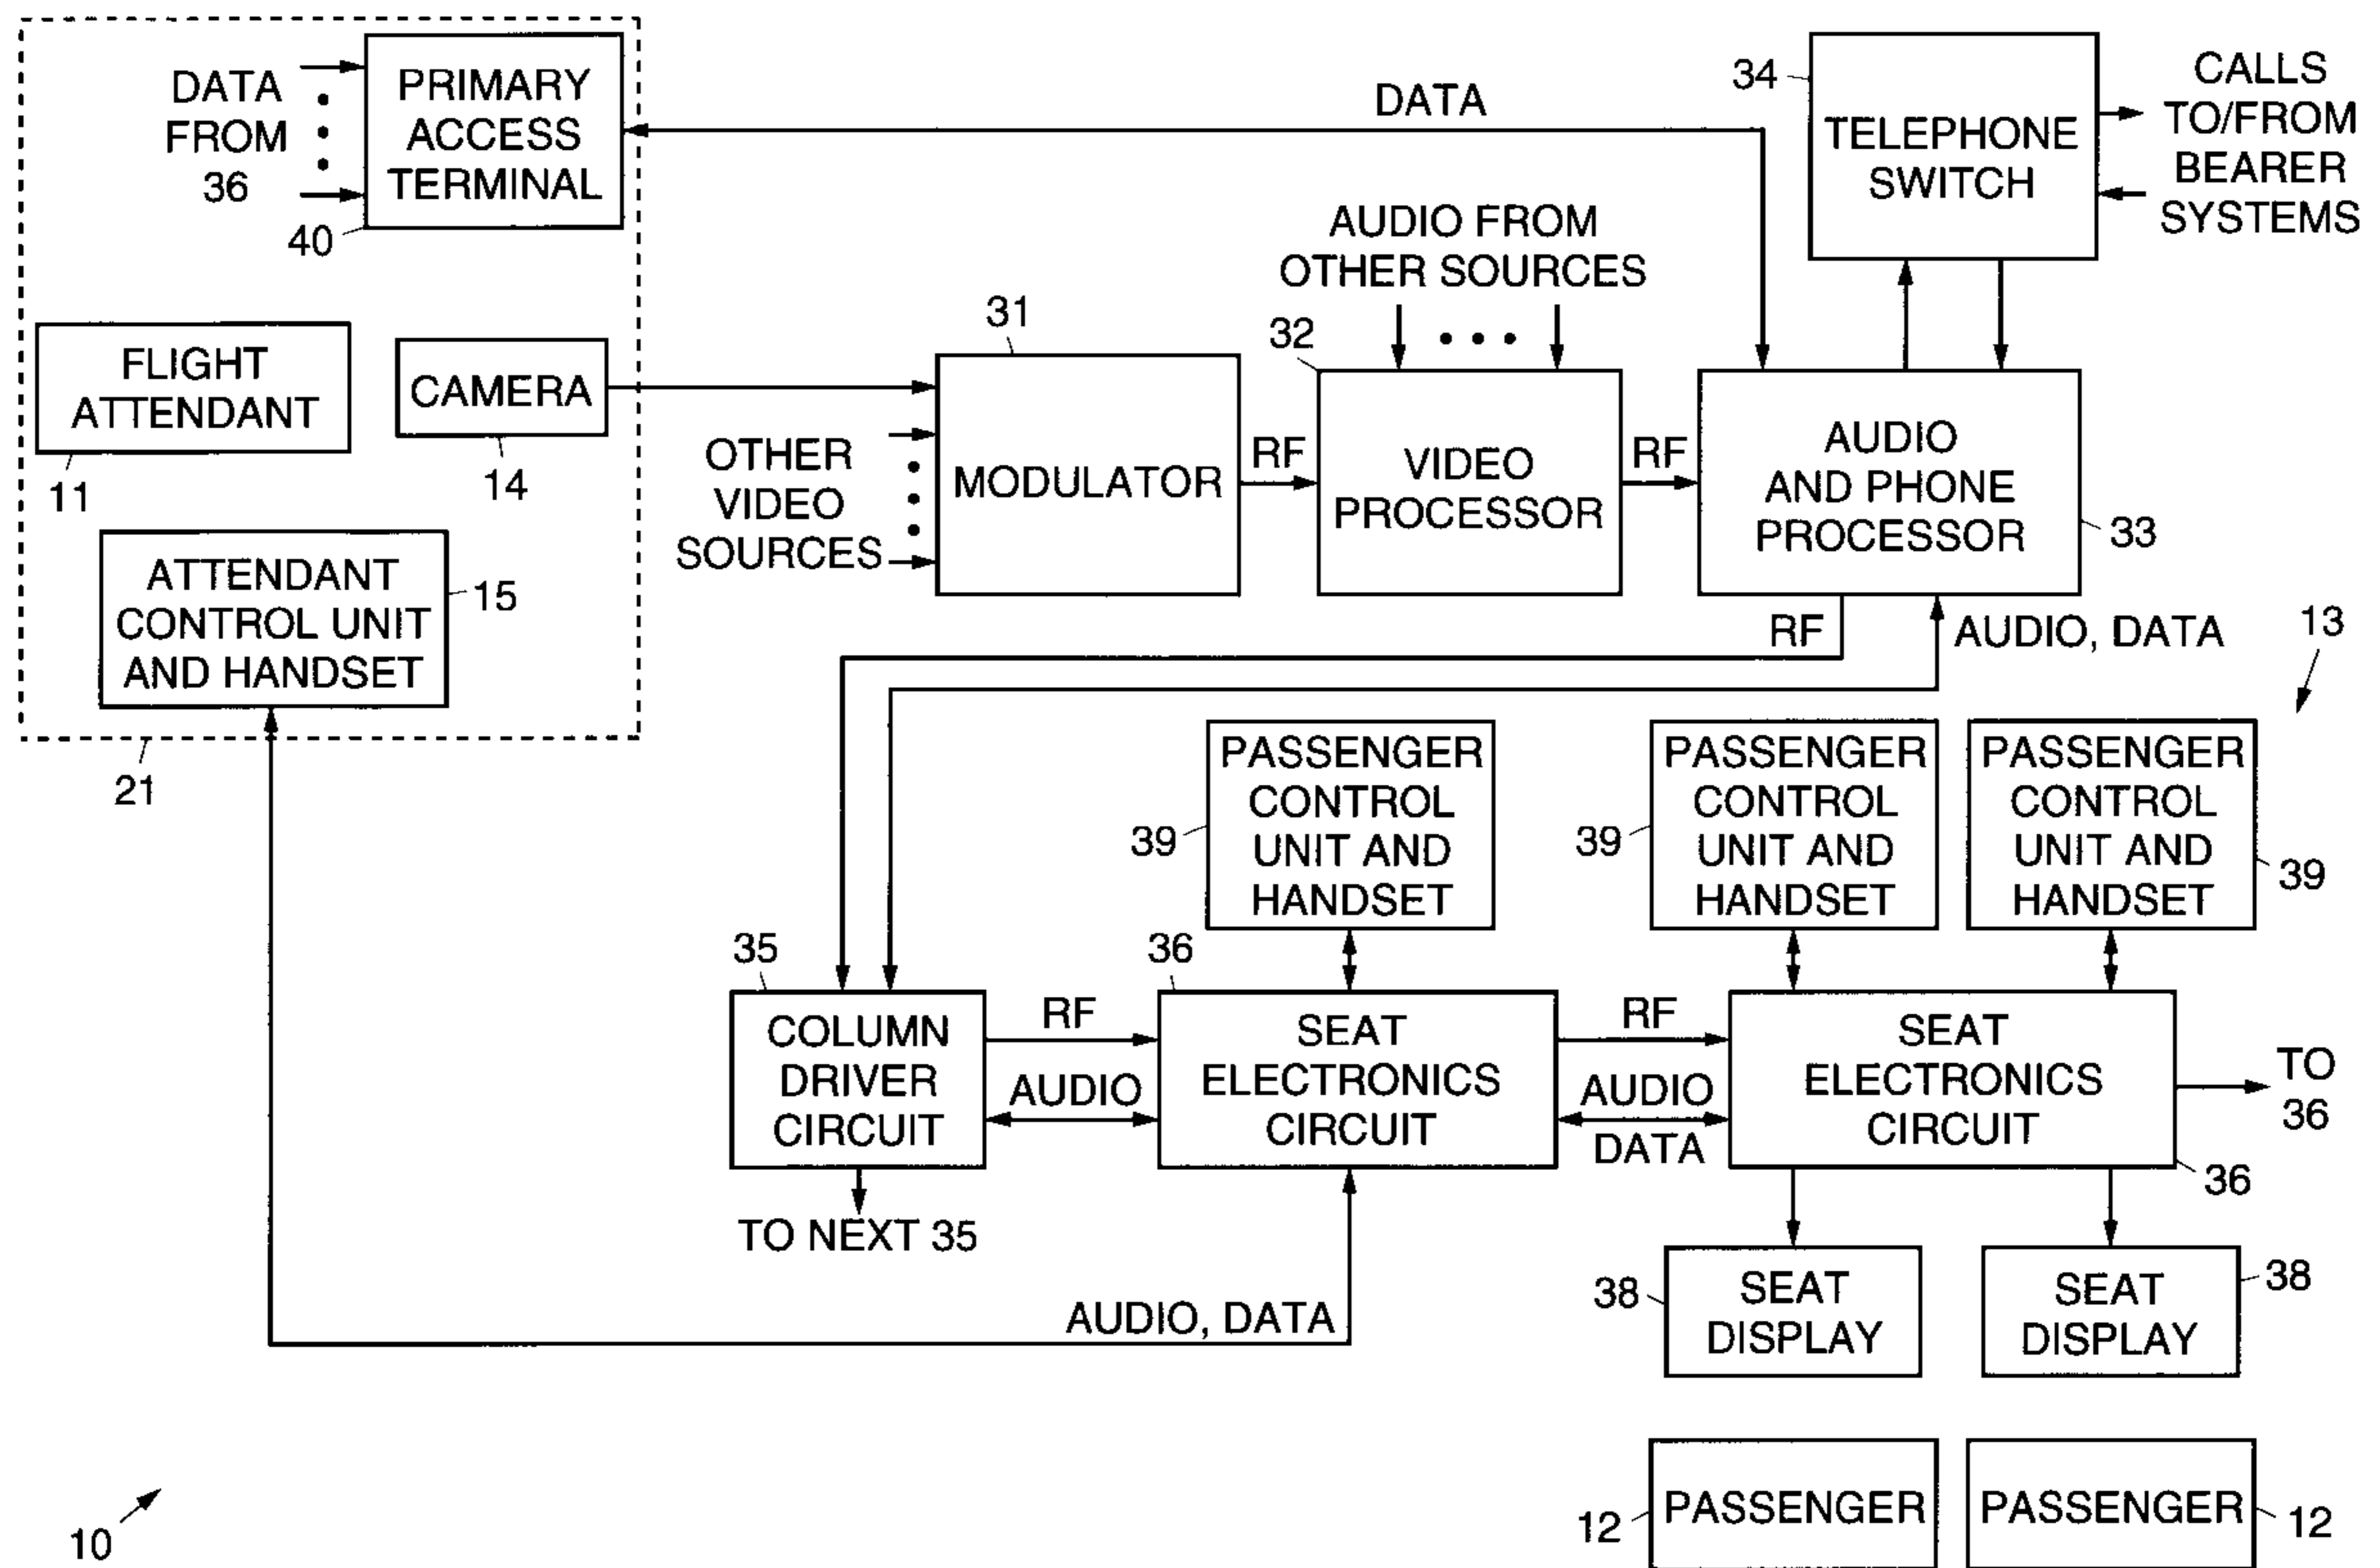 DATA
FROM
36
PRIMARY
ACCESS
TERMINAL
40
DATA
34
TELEPHONE
SWITCH
CALLS
TO/FROM
BEARER
SYSTEMS
AUDIO FROM
OTHER SOURCES
FLIGHT
ATTENDANT
11
CAMERA
14
OTHER
VIDEO
SOURCES
31
MODULATOR
RF
32
VIDEO
PROCESSOR
RF
AUDIO
AND PHONE
PROCESSOR
33
ATTENDANT
CONTROL UNIT
AND HANDSET
15
21
RF
AUDIO, DATA
13
PASSENGER
CONTROL
UNIT AND
HANDSET
39
PASSENGER
CONTROL
UNIT AND
HANDSET
39
PASSENGER
CONTROL
UNIT AND
HANDSET
39
35
COLUMN
DRIVER
CIRCUIT
TO NEXT 35
RF
AUDIO
36
SEAT
ELECTRONICS
CIRCUIT
RF
AUDIO
DATA
SEAT
ELECTRONICS
CIRCUIT
36
TO
36
AUDIO, DATA
38
SEAT
DISPLAY
SEAT
DISPLAY
38
10
12
PASSENGER
PASSENGER
12